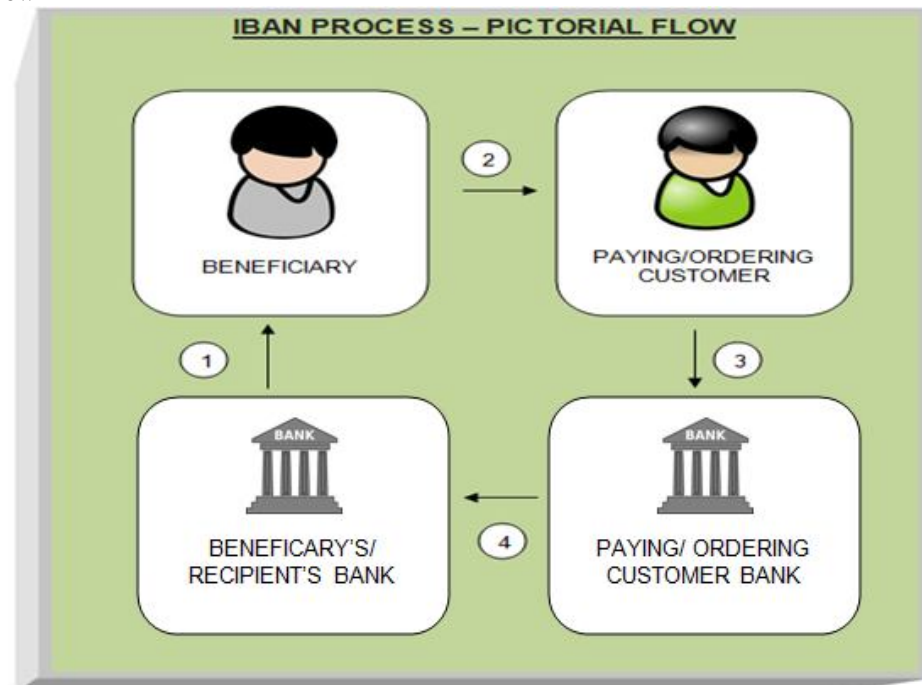 IBAN PROCESS – PICTORIAL FLOW
BENEFICIARY
2
PAYING/ORDERING
CUSTOMER
1
3
BANK
BENEFICARY'S/
RECIPIENT'S BANK
4
BANK
PAYING/ ORDERING
CUSTOMER BANK